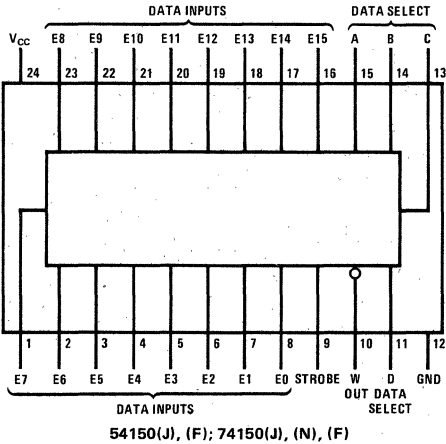 DATA INPUTS DATA SELECT
VCC E8 E9 E10 E11 E12 E13 E14 E15 A B C
24 23 22 21 20 19 18 17 16 15 14 13
1 2 3 4 5 6 7 8 9 10 11 12
E7 E6 E5 E4 E3 E2 E1 E0 STROBE W D GND
OUT DATA
DATA INPUTS SELECT
54150(J), (F); 74150(J), (N), (F)